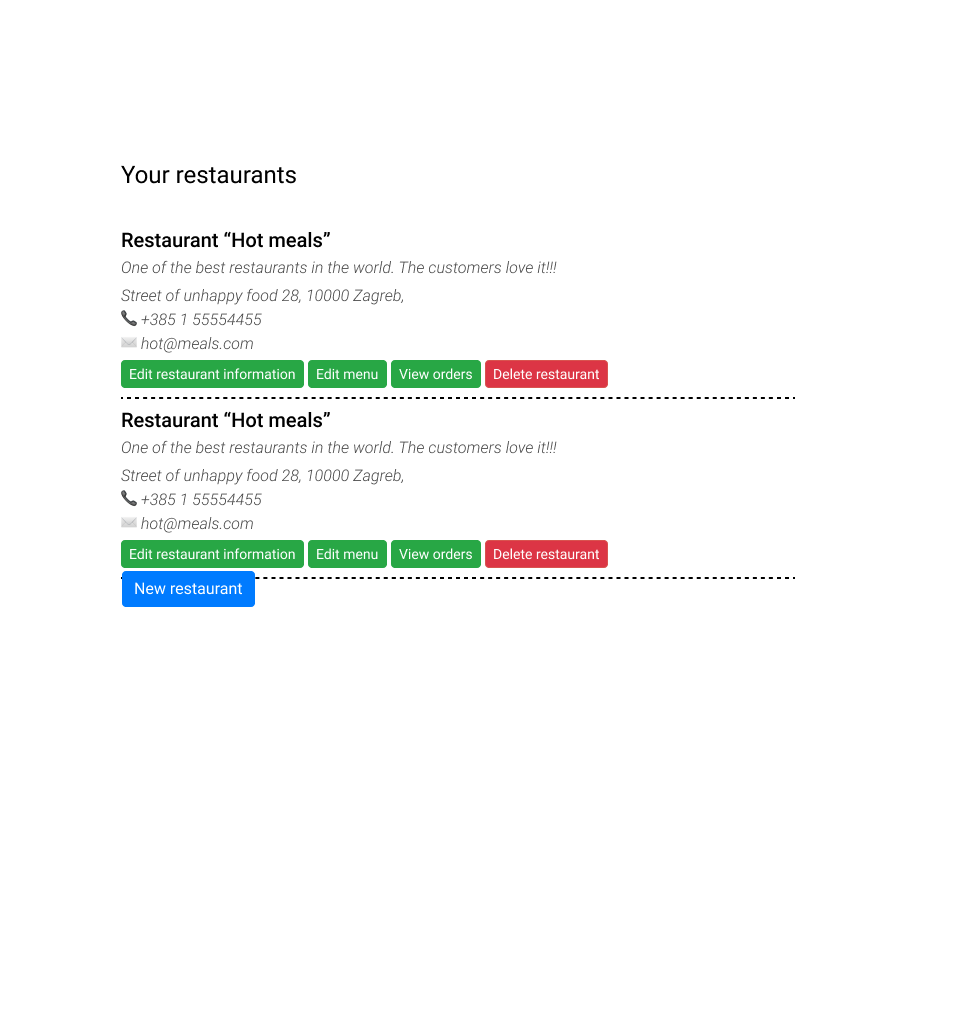 Your restaurants
Restaurant “Hot meals”
One of the best restaurants in the world. The customers love it!!!
Street of unhappy food 28, 10000 Zagreb,
+385 1 55554455
hot@meals.com
Edit restaurant information Edit menu View orders Delete restaurant
Restaurant “Hot meals”
One of the best restaurants in the world. The customers love it!!!
Street of unhappy food 28, 10000 Zagreb,
+385 1 55554455
hot@meals.com
Edit restaurant information Edit menu View orders Delete restaurant
New restaurant